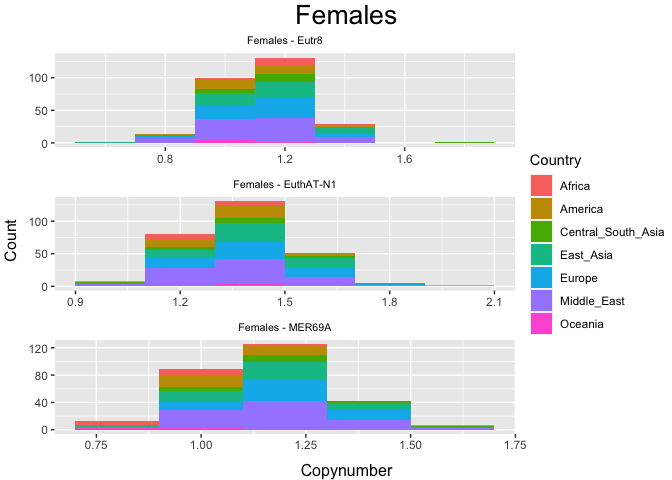 Females
Females - Eutr8
100
50
0
0.8 1.2 1.6
Females - EuthAT-N1
100
50
0
0.9 1.2 1.5 1.8 2.1
Females - MER69A
120
80
40
0
0.75 1.00 1.25 1.50 1.75
Count
Copynumber
Country
Africa
America
Central_South_Asia
East_Asia
Europe
Middle_East
Oceania